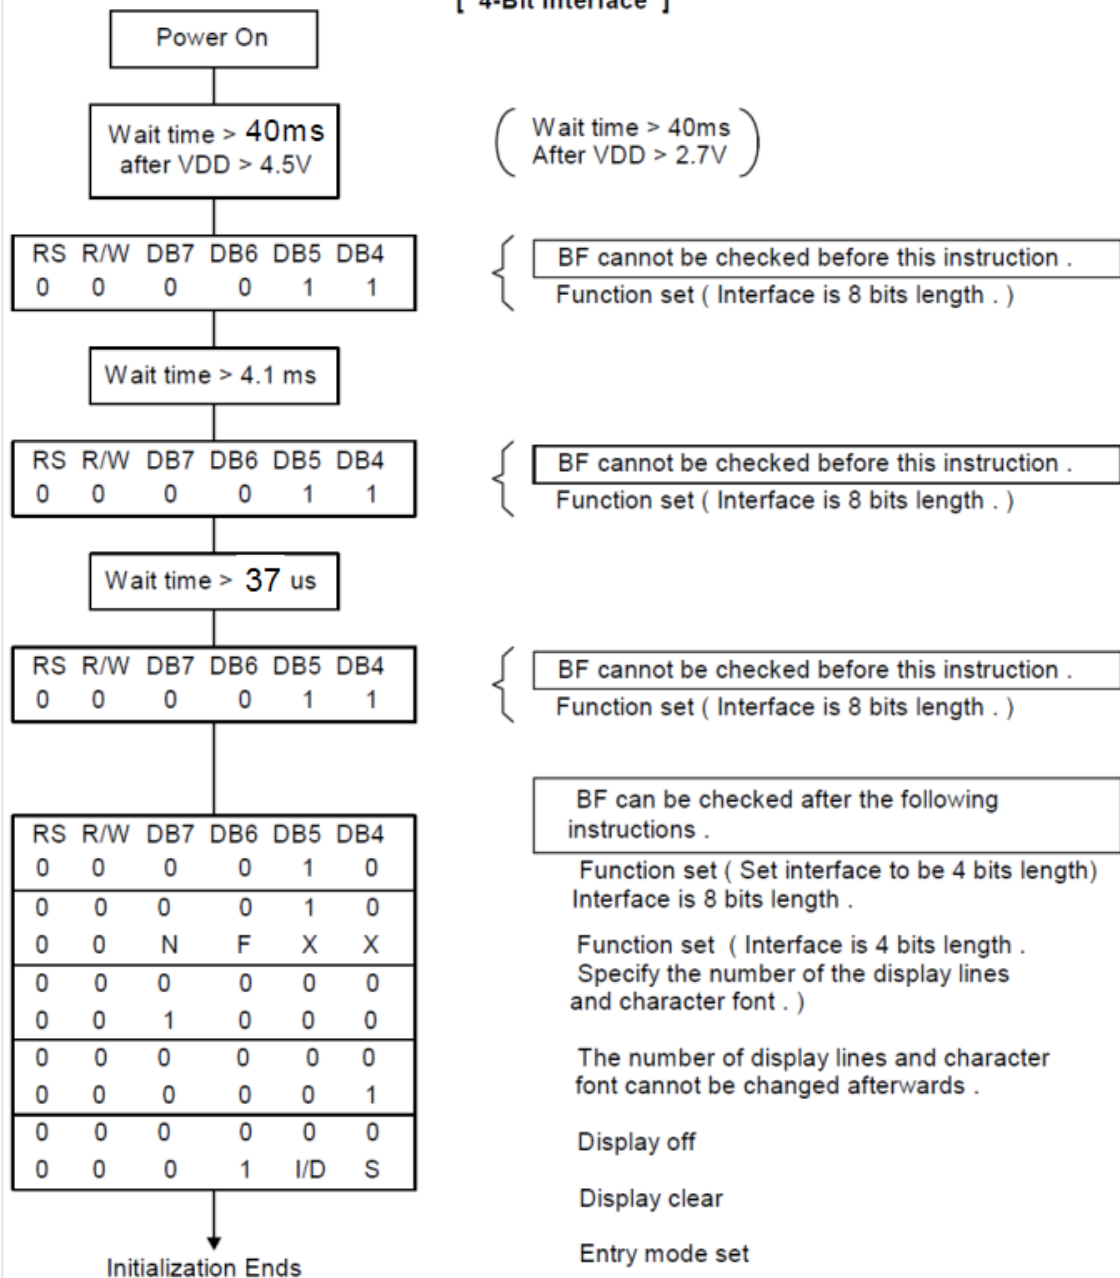 [ 4-Bit Interface ]
Power On
Wait time > 40ms
after VDD > 4.5V
Wait time > 40ms
After VDD > 2.7V
RS R/W DB7 DB6 DB5 DB4
0 0 0 0 1 1
BF cannot be checked before this instruction .
Function set ( Interface is 8 bits length . )
Wait time > 4.1 ms
RS R/W DB7 DB6 DB5 DB4
0 0 0 0 1 1
BF cannot be checked before this instruction .
Function set ( Interface is 8 bits length . )
Wait time > 37 us
RS R/W DB7 DB6 DB5 DB4
0 0 0 0 1 1
BF cannot be checked before this instruction .
Function set ( Interface is 8 bits length . )
RS R/W DB7 DB6 DB5 DB4
0 0 0 0 1 0
0 0 0 0 1 0
0 0 N F X X
0 0 0 0 0 0
0 0 1 0 0 0
0 0 0 0 0 0
0 0 0 0 0 1
0 0 0 0 0 0
0 0 0 1 I/D S
BF can be checked after the following
instructions .
Function set ( Set interface to be 4 bits length)
Interface is 8 bits length .
Function set ( Interface is 4 bits length .
Specify the number of the display lines
and character font . )
The number of display lines and character
font cannot be changed afterwards .
Display off
Display clear
Entry mode set
Initialization Ends